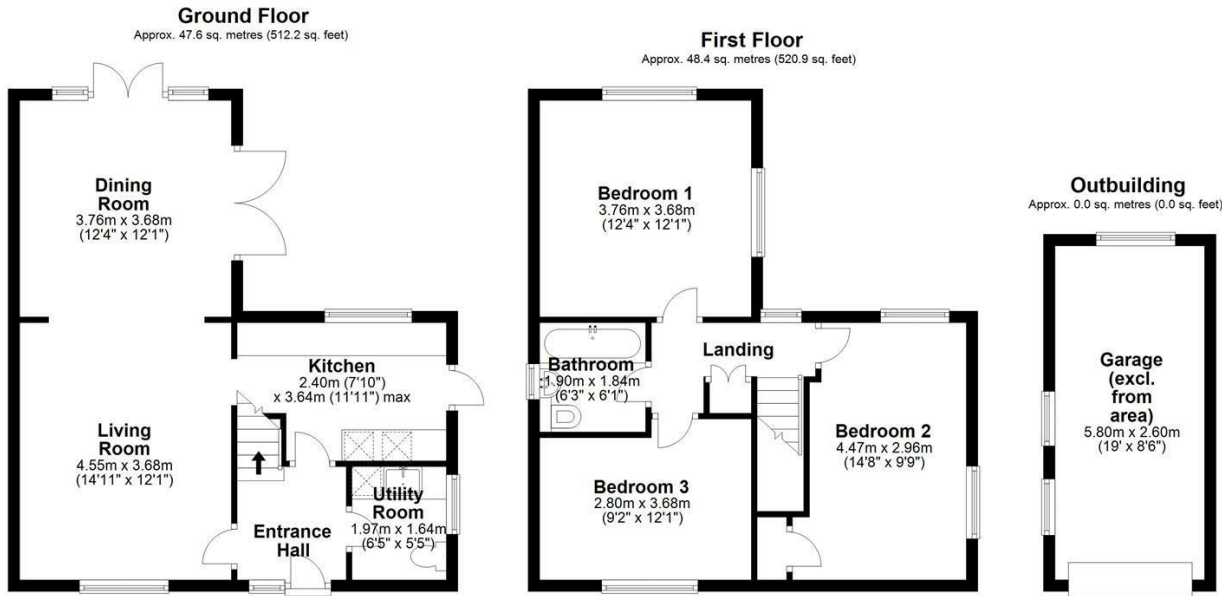 Ground Floor
Approx. 47.6 sq. metres (512.2 sq. feet)
Dining
Room
3.76m x 3.68m
(12'4" x 12'1")
Kitchen
2.40m (7'10")
x 3.64m (11'11") max
Living
Room
4.55m x 3.68m
(14'11" x 12'1")
Utility
Room
1.97m x 1.64m
(6'5" x 5'5")
Entrance
Hall
First Floor
Approx. 48.4 sq. metres (520.9 sq. feet)
Bedroom 1
3.76m x 3.68m
(12'4" x 12'1")
Landing
Bathroom
1.90m x 1.84m
(6'3" x 6'1")
Bedroom 2
4.47m x 2.96m
(14'8" x 9'9")
Bedroom 3
2.80m x 3.68m
(9'2" x 12'1")
Outbuilding
Approx. 0.0 sq. metres (0.0 sq. feet)
Garage
(excl.
from
area)
5.80m x 2.60m
(19' x 8'6")